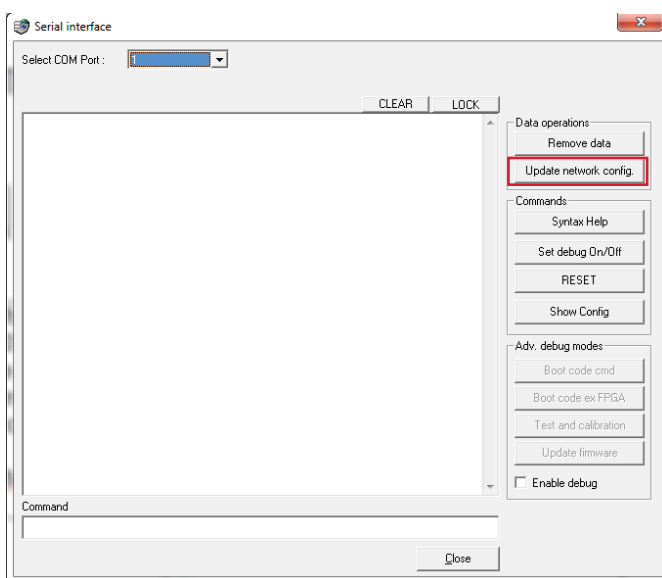 Serial interface
Select COM Port :
1
CLEAR LOCK
Data operations
Remove data
Update network config.
Commands
Syntax Help
Set debug On/Off
RESET
Show Config
Adv. debug modes
Boot code cmd
Boot code ex FPGA
Test and calibration
Update firmware
Enable debug
Command
Close